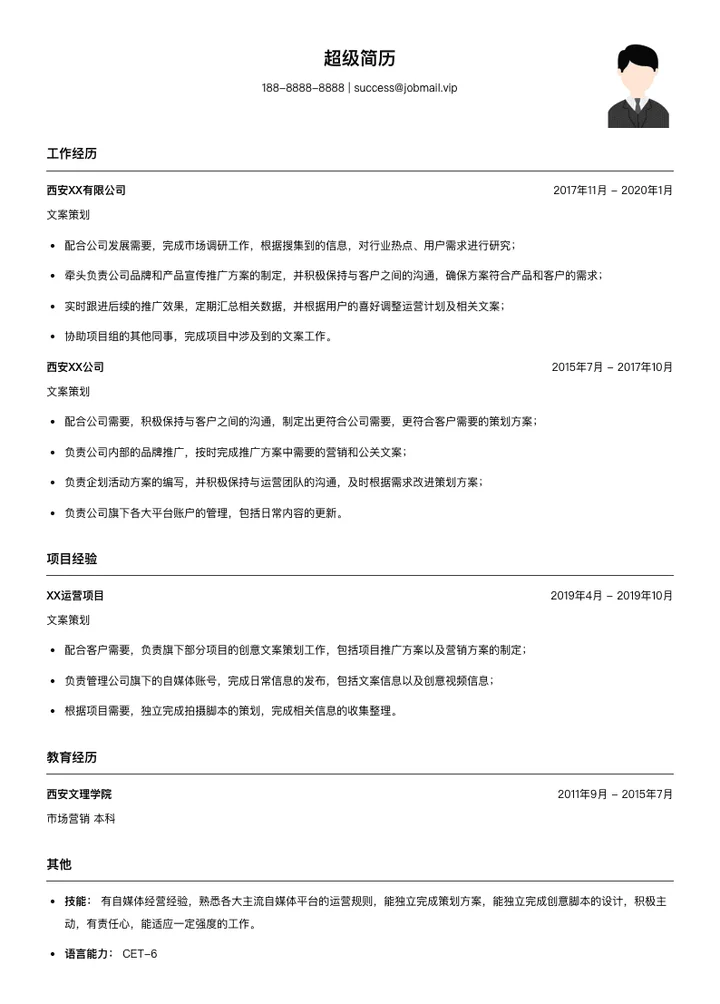 超级简历
188-8888-8888 | success@jobmail.vip
工作经历
西安XX有限公司 2017年11月 - 2020年1月
文案策划
• 配合公司发展需要，完成市场调研工作，根据搜集到的信息，对行业热点、用户需求进行研究；
• 牵头负责公司品牌和产品宣传推广方案的制定，并积极保持与客户之间的沟通，确保方案符合产品和客户的需求；
• 实时跟进后续的推广效果，定期汇总相关数据，并根据用户的喜好调整运营计划及相关文案；
• 协助项目组的其他同事，完成项目中涉及到的文案工作。
西安XX公司 2015年7月 - 2017年10月
文案策划
• 配合公司需要，积极保持与客户之间的沟通，制定出更符合公司需要，更符合客户需要的策划方案；
• 负责公司内部的品牌推广，按时完成推广方案中需要的营销和公关文案；
• 负责企划活动方案的编写，并积极保持与运营团队的沟通，及时根据需求改进策划方案；
• 负责公司旗下各大平台账户的管理，包括日常内容的更新。
项目经验
XX运营项目 2019年4月 - 2019年10月
文案策划
• 配合客户需要，负责旗下部分项目的创意文案策划工作，包括项目推广方案以及营销方案的制定；
• 负责管理公司旗下的自媒体账号，完成日常信息的发布，包括文案信息以及创意视频信息；
• 根据项目需要，独立完成拍摄脚本的策划，完成相关信息的收集整理。
教育经历
西安文理学院 2011年9月 - 2015年7月
市场营销 本科
其他
• 技能： 有自媒体经营经验，熟悉各大主流自媒体平台的运营规则，能独立完成策划方案，能独立完成创意脚本的设计，积极主
动，有责任心，能适应一定强度的工作。
• 语言能力： CET-6